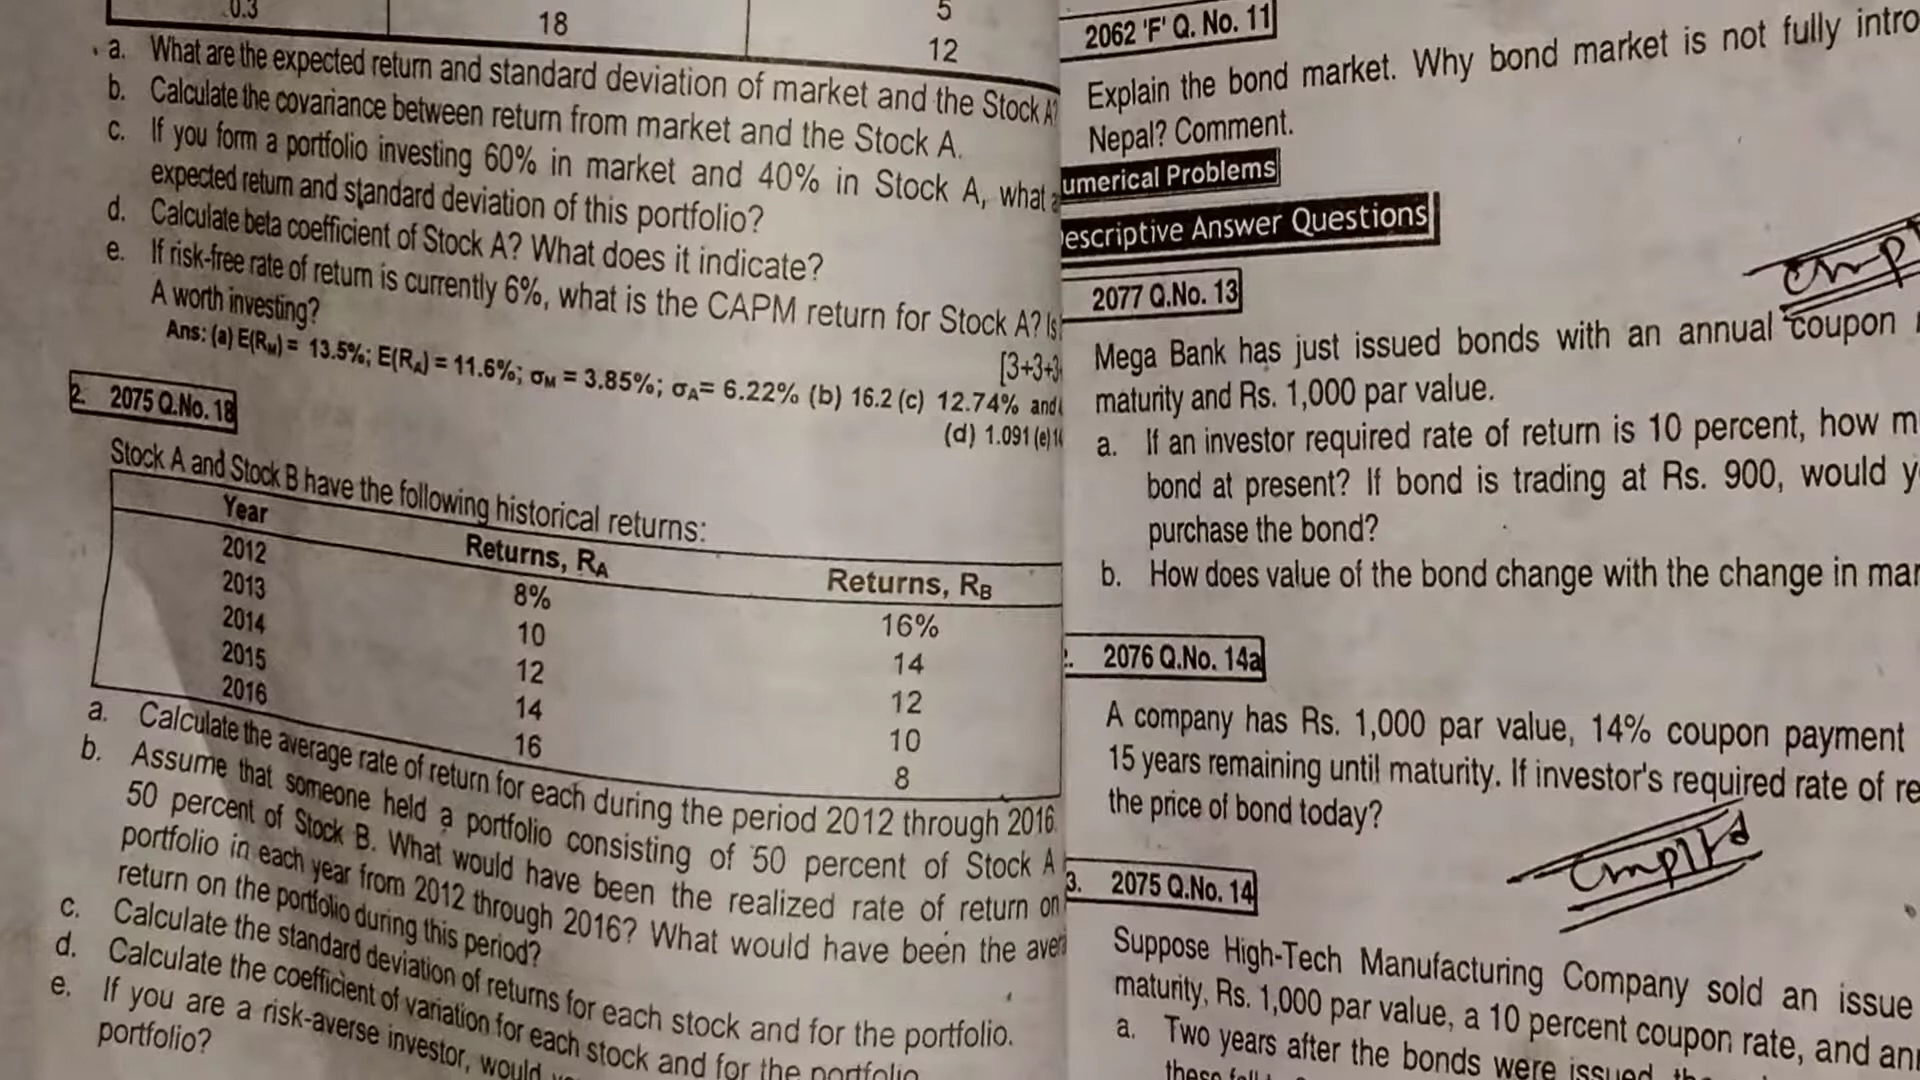 0.3 18 5
12
a. What are the expected return and standard deviation of market and the Stock A?
b. Calculate the covariance between return from market and the Stock A.
c. If you form a portfolio investing 60% in market and 40% in Stock A, what
expected return and standard deviation of this portfolio?
d. Calculate beta coefficient of Stock A? What does it indicate?
e. If risk-free rate of return is currently 6%, what is the CAPM return for Stock A? Is
A worth investing?
[3+3+3
Ans: (a) E(RM) = 13.5%; E(RA) = 11.6%; σM = 3.85%; σA= 6.22% (b) 16.2 (c) 12.74% and
(d) 1.091 (e)
2. 2075 Q.No. 18
Stock A and Stock B have the following historical returns:
Year Returns, RA Returns, RB
2012 8% 16%
2013 10 14
2014 12 12
2015 14 10
2016 16 8
a. Calculate the average rate of return for each during the period 2012 through 2016.
b. Assume that someone held a portfolio consisting of 50 percent of Stock A
50 percent of Stock B. What would have been the realized rate of return on
portfolio in each year from 2012 through 2016? What would have been the aver
return on the portfolio during this period?
c. Calculate the standard deviation of returns for each stock and for the portfolio.
d. Calculate the coefficient of variation for each stock and for the portfolio
e. If you are a risk-averse investor, would
portfolio?
2062 'F' Q. No. 11
Explain the bond market. Why bond market is not fully intro
Nepal? Comment.
umerical Problems
escriptive Answer Questions
2077 Q.No. 13
Mega Bank has just issued bonds with an annual coupon
maturity and Rs. 1,000 par value.
a. If an investor required rate of return is 10 percent, how m
bond at present? If bond is trading at Rs. 900, would y
purchase the bond?
b. How does value of the bond change with the change in mar
2. 2076 Q.No. 14a
A company has Rs. 1,000 par value, 14% coupon payment
15 years remaining until maturity. If investor's required rate of re
the price of bond today?
3. 2075 Q.No. 14
Suppose High-Tech Manufacturing Company sold an issue
maturity, Rs. 1,000 par value, a 10 percent coupon rate, and
a. Two years after the bonds were issued,